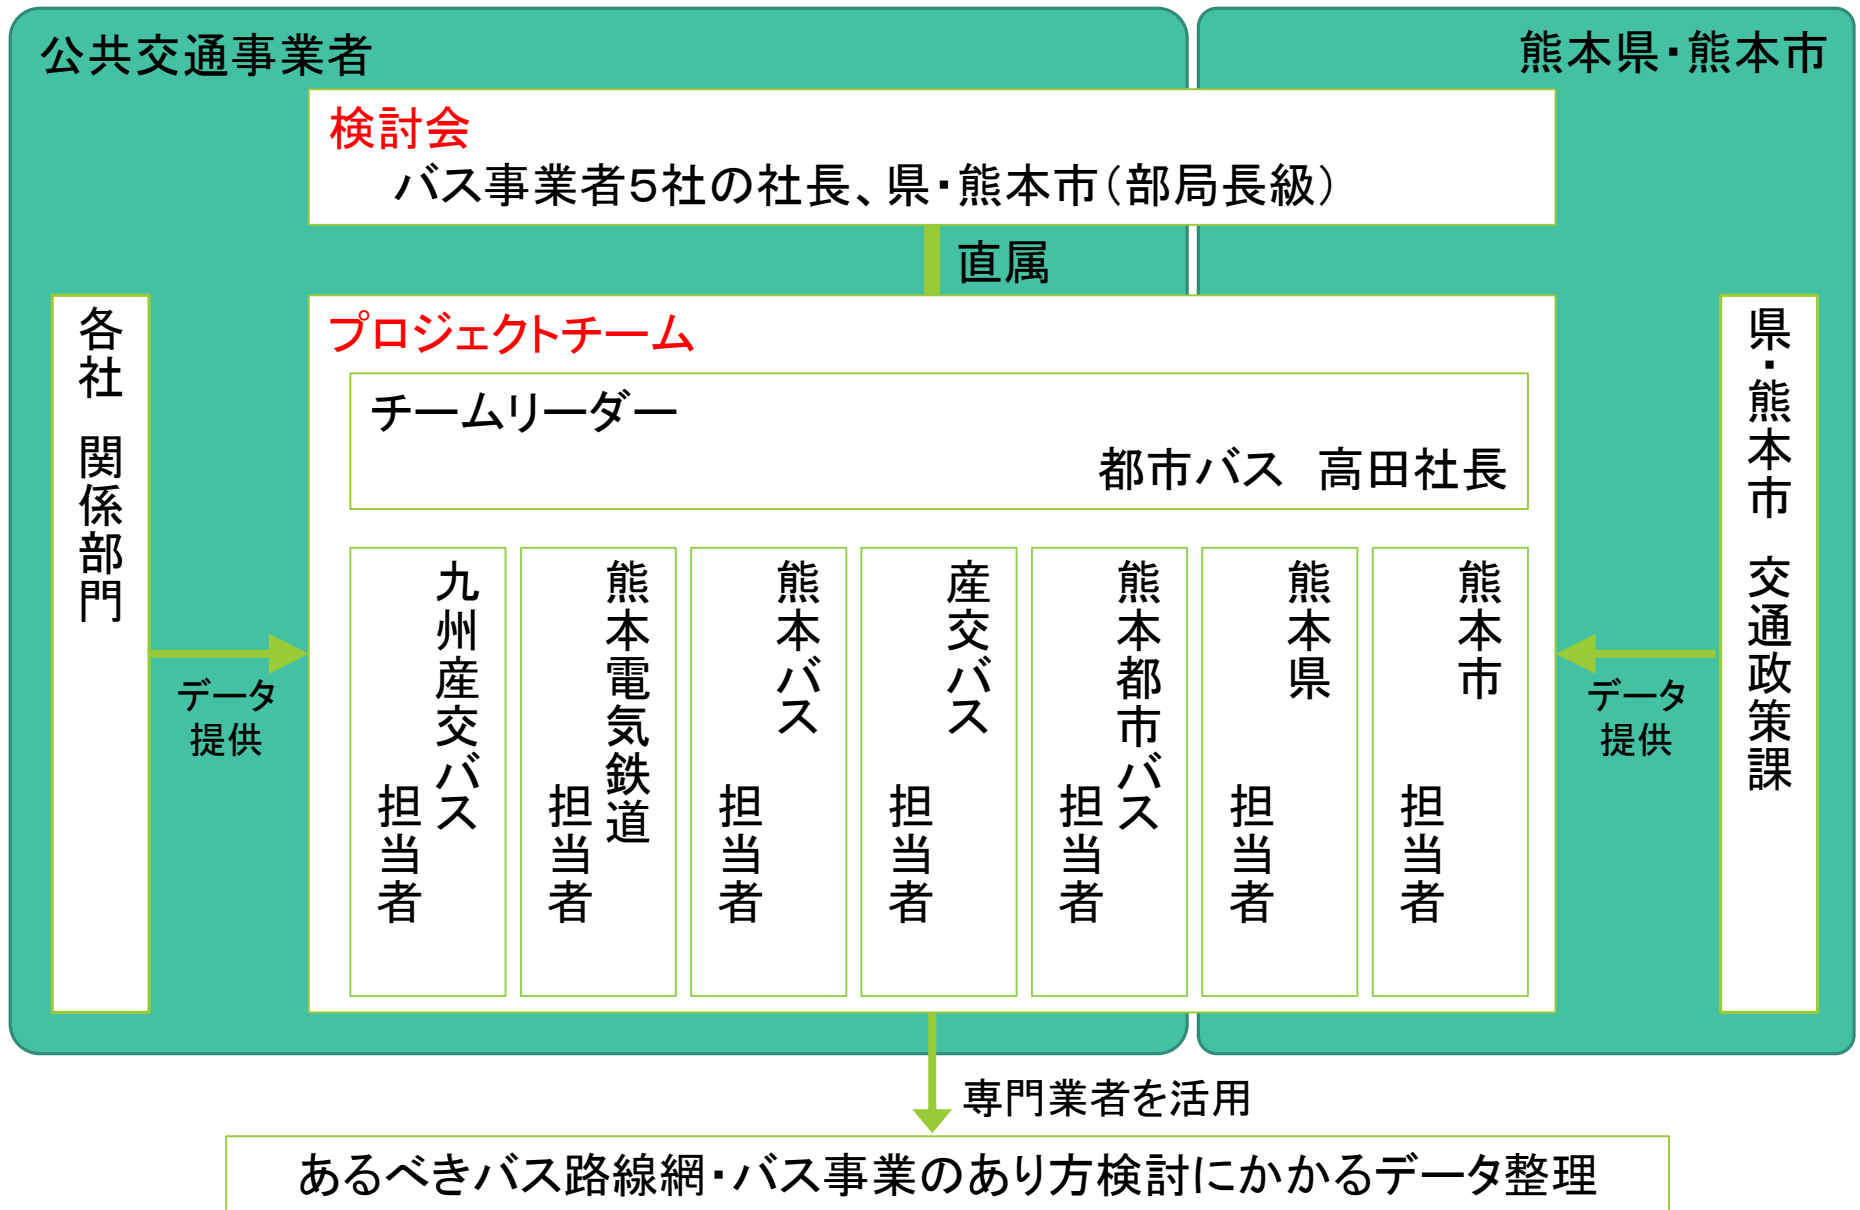 公共交通事業者
熊本県・熊本市
検討会
バス事業者5社の社長、県・熊本市（部局長級）
直属
各社 関係部門
データ
提供
プロジェクトチーム
チームリーダー
都市バス　高田社長
九州産交バス
担当者
熊本電気鉄道
担当者
熊本バス
担当者
産交バス
担当者
熊本都市バス
担当者
熊本県
担当者
熊本市
担当者
県・熊本市 交通政策課
データ
提供
専門業者を活用
あるべきバス路線網・バス事業のあり方検討にかかるデータ整理